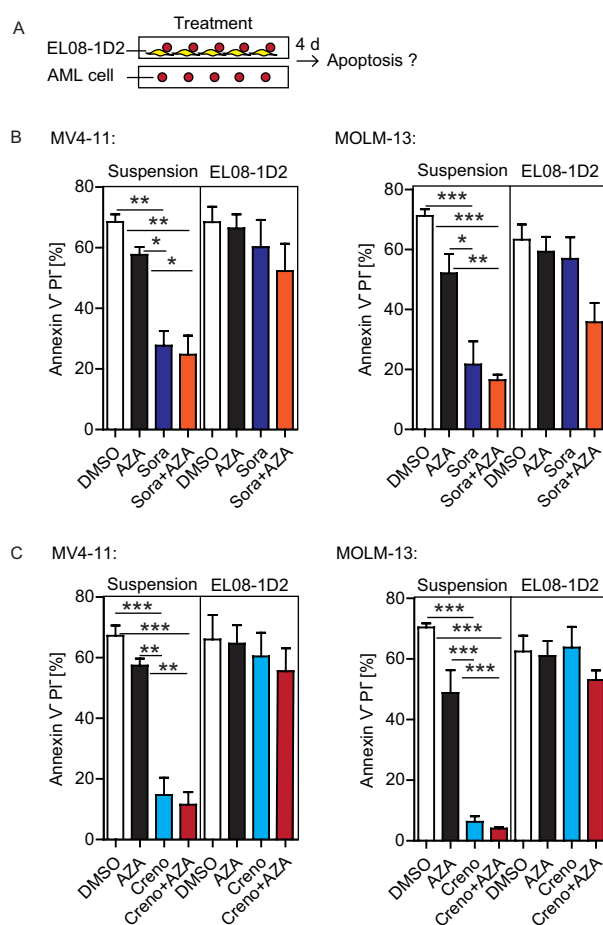 A
Treatment
EL08-1D2
4 d
Apoptosis ?
AML cell
B
MV4-11:
MOLM-13:
Suspension EL08-1D2
Suspension EL08-1D2
Annexin V⁻ PI⁻ [%]
80
60
40
20
0
**
**
*
*
DMSO
AZA
Sora
Sora+AZA
DMSO
AZA
Sora
Sora+AZA
Annexin V⁻ PI⁻ [%]
80
60
40
20
0
***
***
*
**
DMSO
AZA
Sora
Sora+AZA
DMSO
AZA
Sora
Sora+AZA
C
MV4-11:
MOLM-13:
Suspension EL08-1D2
Suspension EL08-1D2
Annexin V⁻ PI⁻ [%]
80
60
40
20
0
***
***
**
**
DMSO
AZA
Creno
Creno+AZA
DMSO
AZA
Creno
Creno+AZA
Annexin V⁻ PI⁻ [%]
80
60
40
20
0
***
***
***
***
DMSO
AZA
Creno
Creno+AZA
DMSO
AZA
Creno
Creno+AZA